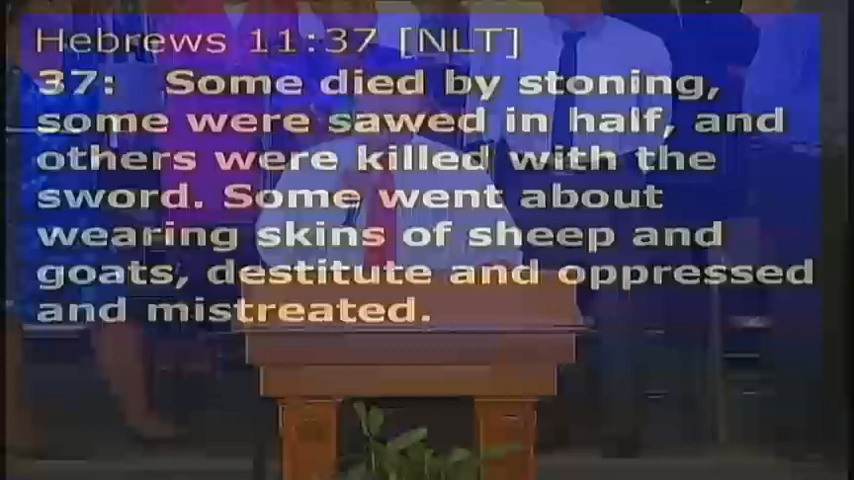 Hebrews 11:37 [NLT]
37: Some died by stoning,
some were sawed in half, and
others were killed with the
sword. Some went about
wearing skins of sheep and
goats, destitute and oppressed
and mistreated.